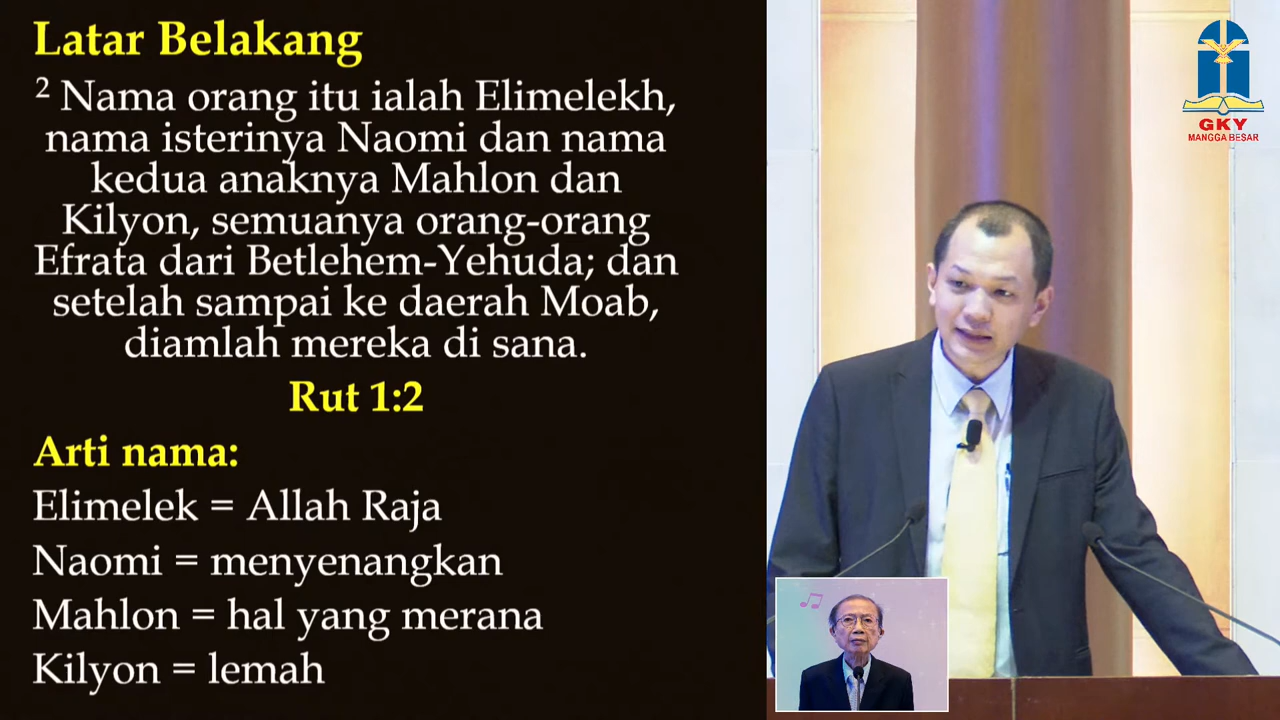 Latar Belakang
2 Nama orang itu ialah Elimelekh,
nama isterinya Naomi dan nama
kedua anaknya Mahlon dan
Kilyon, semuanya orang-orang
Efrata dari Betlehem-Yehuda; dan
setelah sampai ke daerah Moab,
diamlah mereka di sana.
Rut 1:2
Arti nama:
Elimelek = Allah Raja
Naomi = menyenangkan
Mahlon = hal yang merana
Kilyon = lemah
GKY
MANGGA BESAR